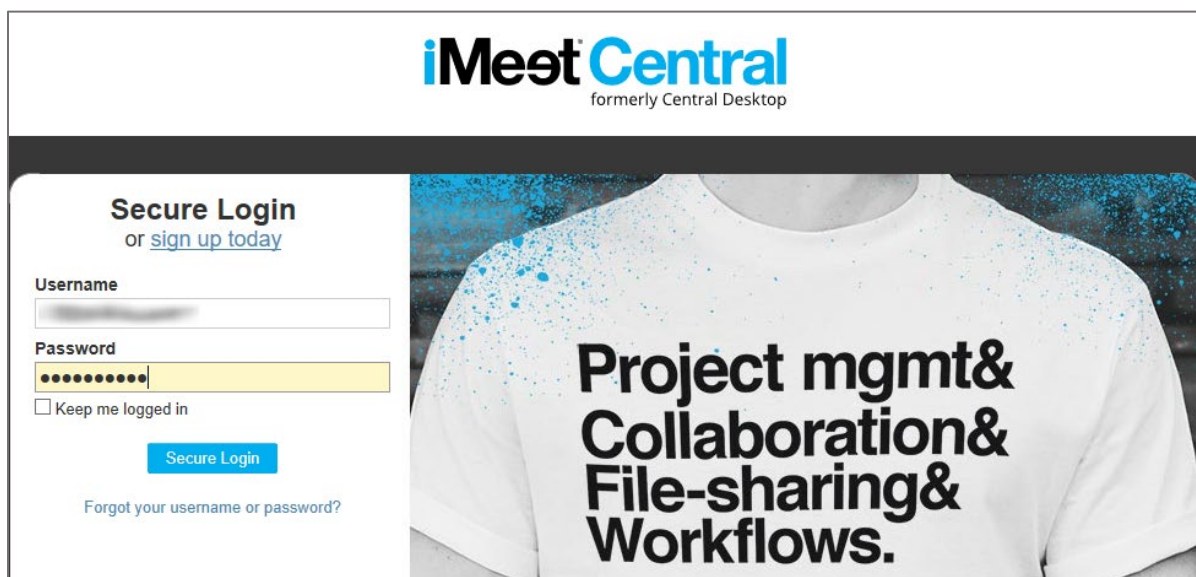 iMeet Central
formerly Central Desktop
Secure Login
or sign up today
Username
Password
Keep me logged in
Secure Login
Forgot your username or password?
Project mgmt&
Collaboration&
File-sharing&
Workflows.